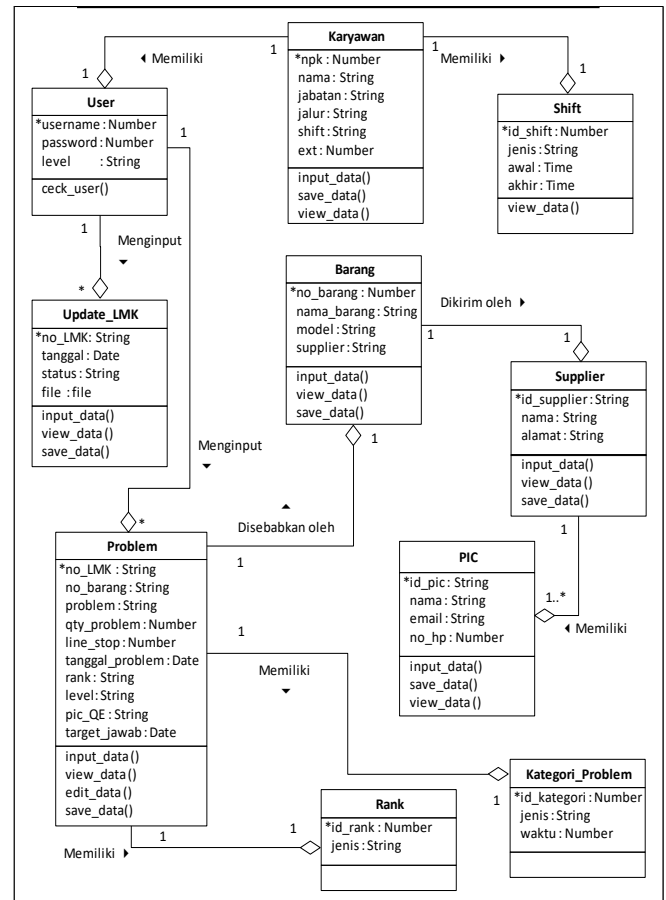 Karyawan
*npk : Number
nama : String
jabatan : String
jalur : String
shift : String
ext : Number
input_data()
save_data()
view_data()
1
◄ Memiliki
1
1
Memiliki ►
1
User
*username : Number
password : Number
level : String
ceck_user()
Shift
*id_shift : Number
jenis : String
awal : Time
akhir : Time
view_data()
1
1
Menginput
▼
*
Update_LMK
*no_LMK : String
tanggal : Date
status : String
file : file
input_data()
view_data()
save_data()
Barang
*no_barang : Number
nama_barang : String
model : String
supplier : String
input_data()
view_data()
save_data()
Dikirim oleh ►
1
1
Supplier
*id_supplier : String
nama : String
alamat : String
input_data()
view_data()
save_data()
1
Menginput
▼
*
1
▲
Disebabkan oleh
1
Problem
*no_LMK : String
no_barang : String
problem : String
qty_problem : Number
line_stop : Number
tanggal_problem : Date
rank : String
level : String
pic_QE : String
target_jawab : Date
input_data()
view_data()
edit_data()
save_data()
PIC
*id_pic : String
nama : String
email : String
no_hp : Number
input_data()
save_data()
view_data()
1
1..*
◄ Memiliki
1
Memiliki
▼
1
Kategori_Problem
*id_kategori : Number
jenis : String
waktu : Number
Rank
*id_rank : Number
jenis : String
1
1
Memiliki ►